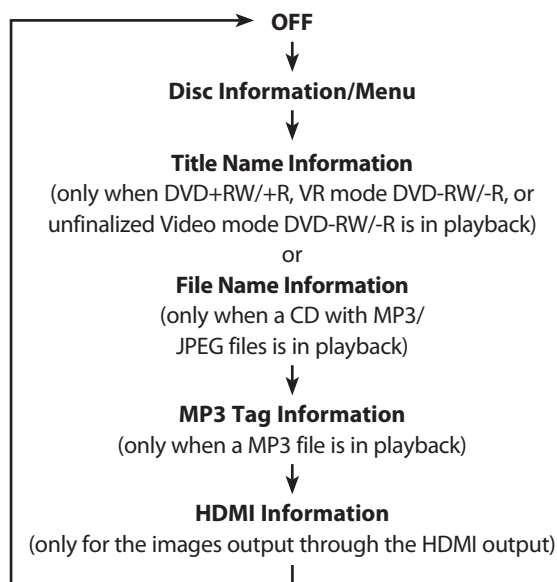 OFF
Disc Information/Menu
Title Name Information
(only when DVD+RW/+R, VR mode DVD-RW/-R, or
unfinalized Video mode DVD-RW/-R is in playback)
or
File Name Information
(only when a CD with MP3/
JPEG files is in playback)
MP3 Tag Information
(only when a MP3 file is in playback)
HDMI Information
(only for the images output through the HDMI output)